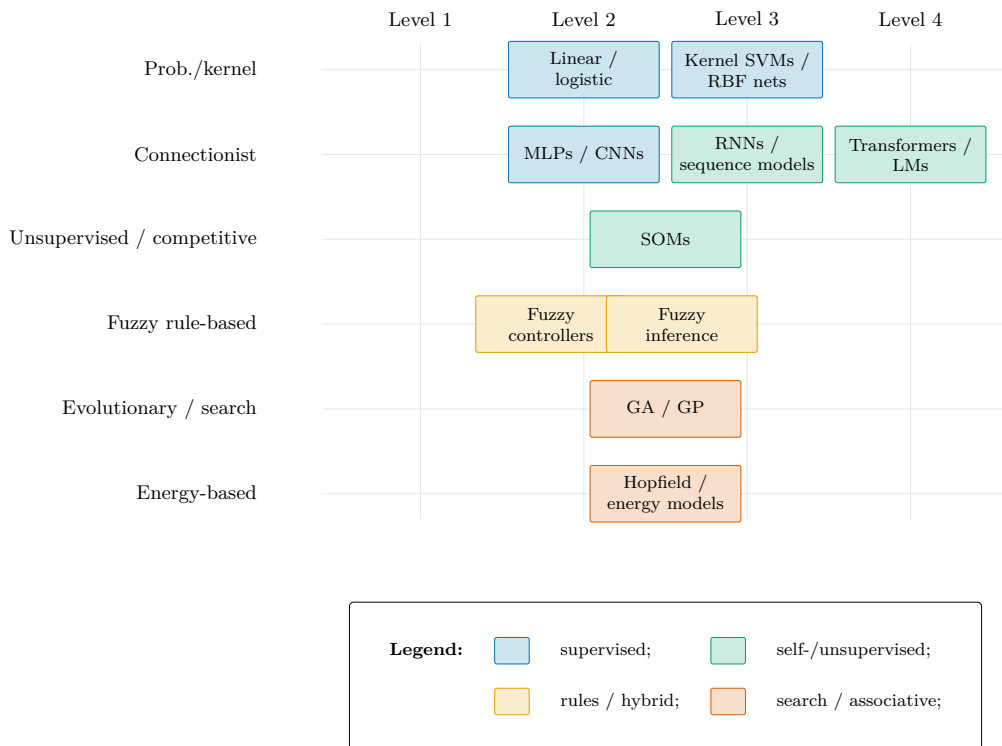 Level 1 Level 2 Level 3 Level 4
Prob./kernel
Linear /
logistic
Kernel SVMs /
RBF nets
Connectionist
MLPs / CNNs
RNNs /
sequence models
Transformers /
LMs
Unsupervised / competitive
SOMs
Fuzzy rule-based
Fuzzy
controllers
Fuzzy
inference
Evolutionary / search
GA / GP
Energy-based
Hopfield /
energy models
Legend: supervised; self-/unsupervised;
rules / hybrid; search / associative;